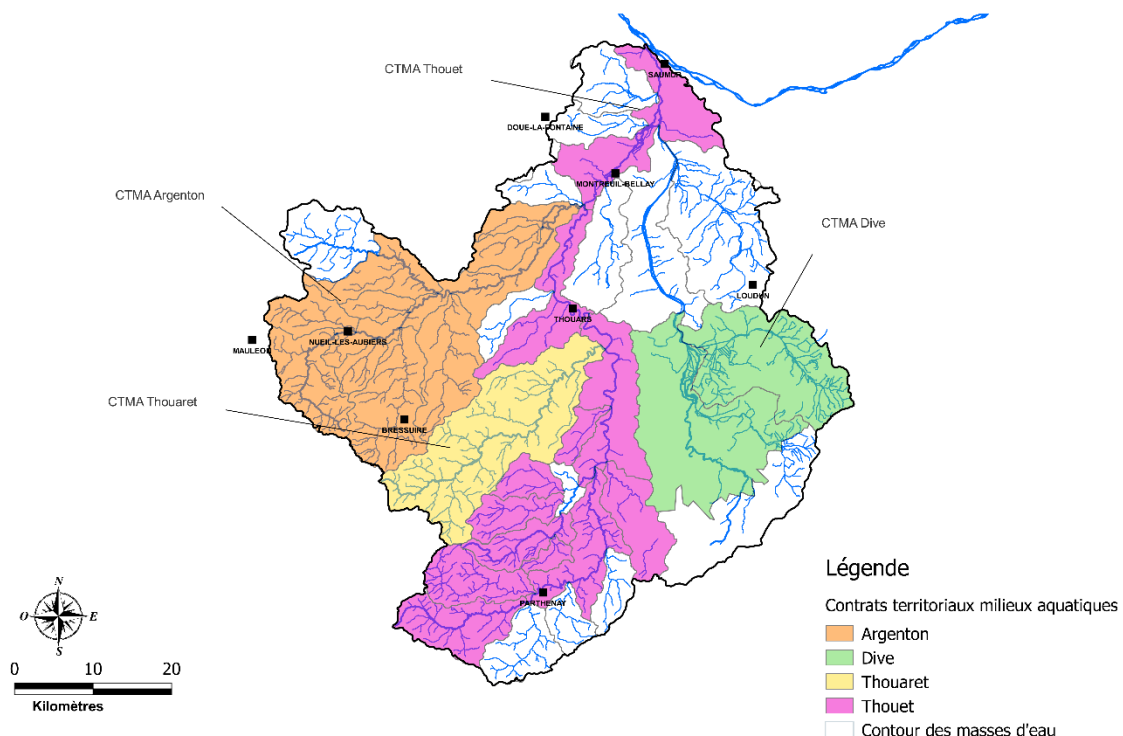 CTMA Thouet
SAUMUR
DOUE-LA-FONTAINE
MONTREUIL-BELLAY
CTMA Argenton
CTMA Dive
LOUDUN
THOUARS
NUEIL-LES-AUBIERS
MAULEON
CTMA Thouaret
BRESSUIRE
PARTHENAY
Légende
Contrats territoriaux milieux aquatiques
Argenton
Dive
Thouaret
Thouet
Contour des masses d'eau
N
O
E
S
0 10 20
Kilomètres